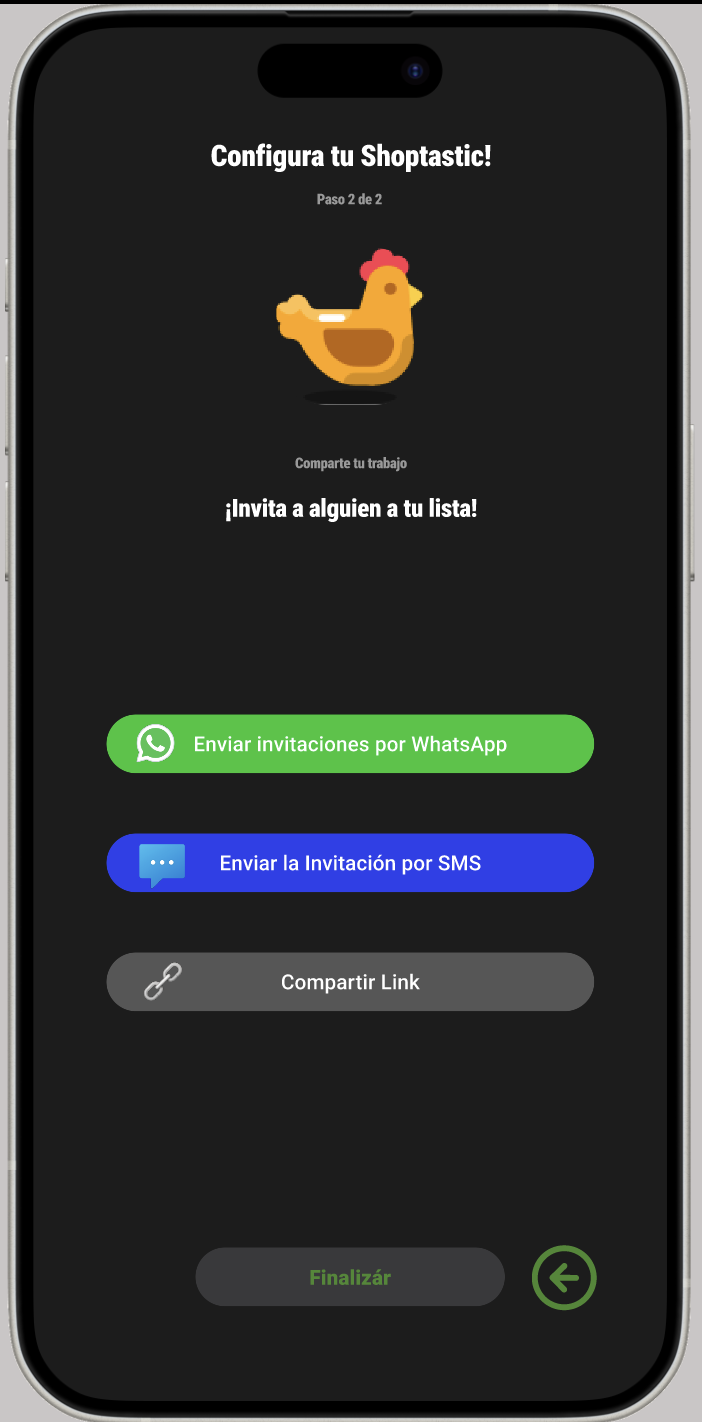 Configura tu Shoptastic!
Paso 2 de 2
Comparte tu trabajo
¡Invita a alguien a tu lista!
Enviar invitaciones por WhatsApp
Enviar la Invitación por SMS
Compartir Link
Finalizár